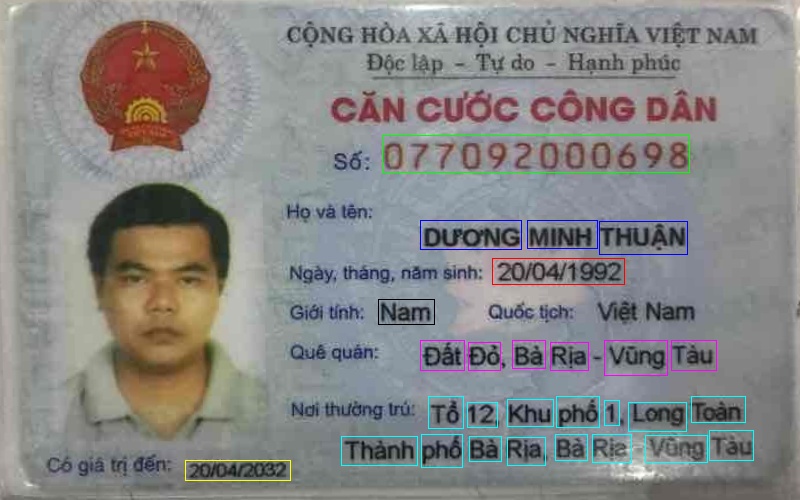 CỘNG HÒA XÃ HỘI CHỦ NGHĨA VIỆT NAM
Độc lập - Tự do - Hạnh phúc
CĂN CƯỚC CÔNG DÂN
Số: 077092000698
Họ và tên:
DƯƠNG MINH THUẬN
Ngày, tháng, năm sinh: 20/04/1992
Giới tính: Nam Quốc tịch: Việt Nam
Quê quán: Đất Đỏ, Bà Rịa - Vũng Tàu
Nơi thường trú: Tổ 12, Khu phố 1, Long Toàn
Thành phố Bà Rịa, Bà Rịa - Vũng Tàu
Có giá trị đến: 20/04/2032